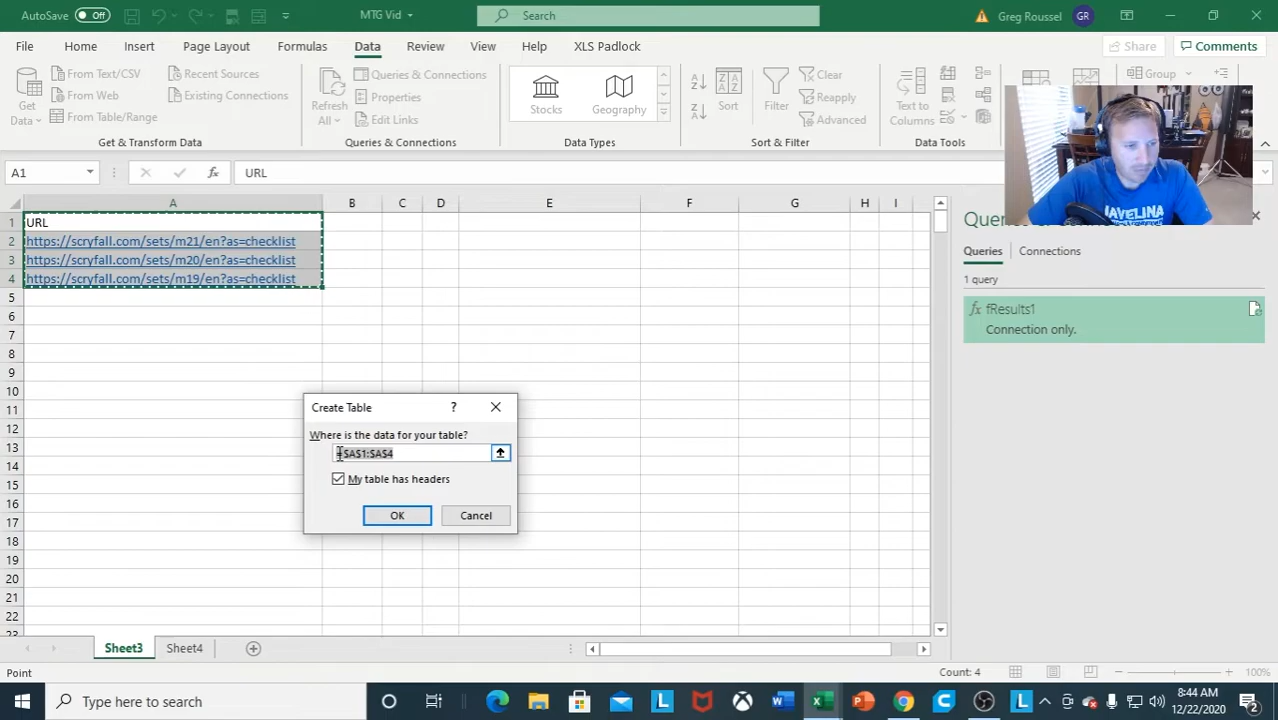 AutoSave Off MTG Vid Search Greg Roussel GR
File Home Insert Page Layout Formulas Data Review View Help XLS Padlock Share Comments
Get Data
From Text/CSV
From Web
From Table/Range
Recent Sources
Existing Connections
Get & Transform Data
Refresh All
Queries & Connections
Properties
Edit Links
Queries & Connections
Stocks
Geography
Data Types
Sort
Filter
Clear
Reapply
Advanced
Sort & Filter
Text to Columns
Data Tools
Group
A1 fx URL
A B C D E F G H I
1 URL
2 https://scryfall.com/sets/m21/en?as=checklist
3 https://scryfall.com/sets/m20/en?as=checklist
4 https://scryfall.com/sets/m19/en?as=checklist
5
6
7
8
9
10
11
12
13
14
15
16
17
18
19
20
21
22
23
Create Table ?
Where is the data for your table?
=$A$1:$A$4
My table has headers
OK Cancel
Queries
Queries Connections
1 query
fx fResults1
Connection only.
JAVELINA
Sheet3 Sheet4
Point Count: 4 100%
Type here to search
8:44 AM
12/22/2020
2